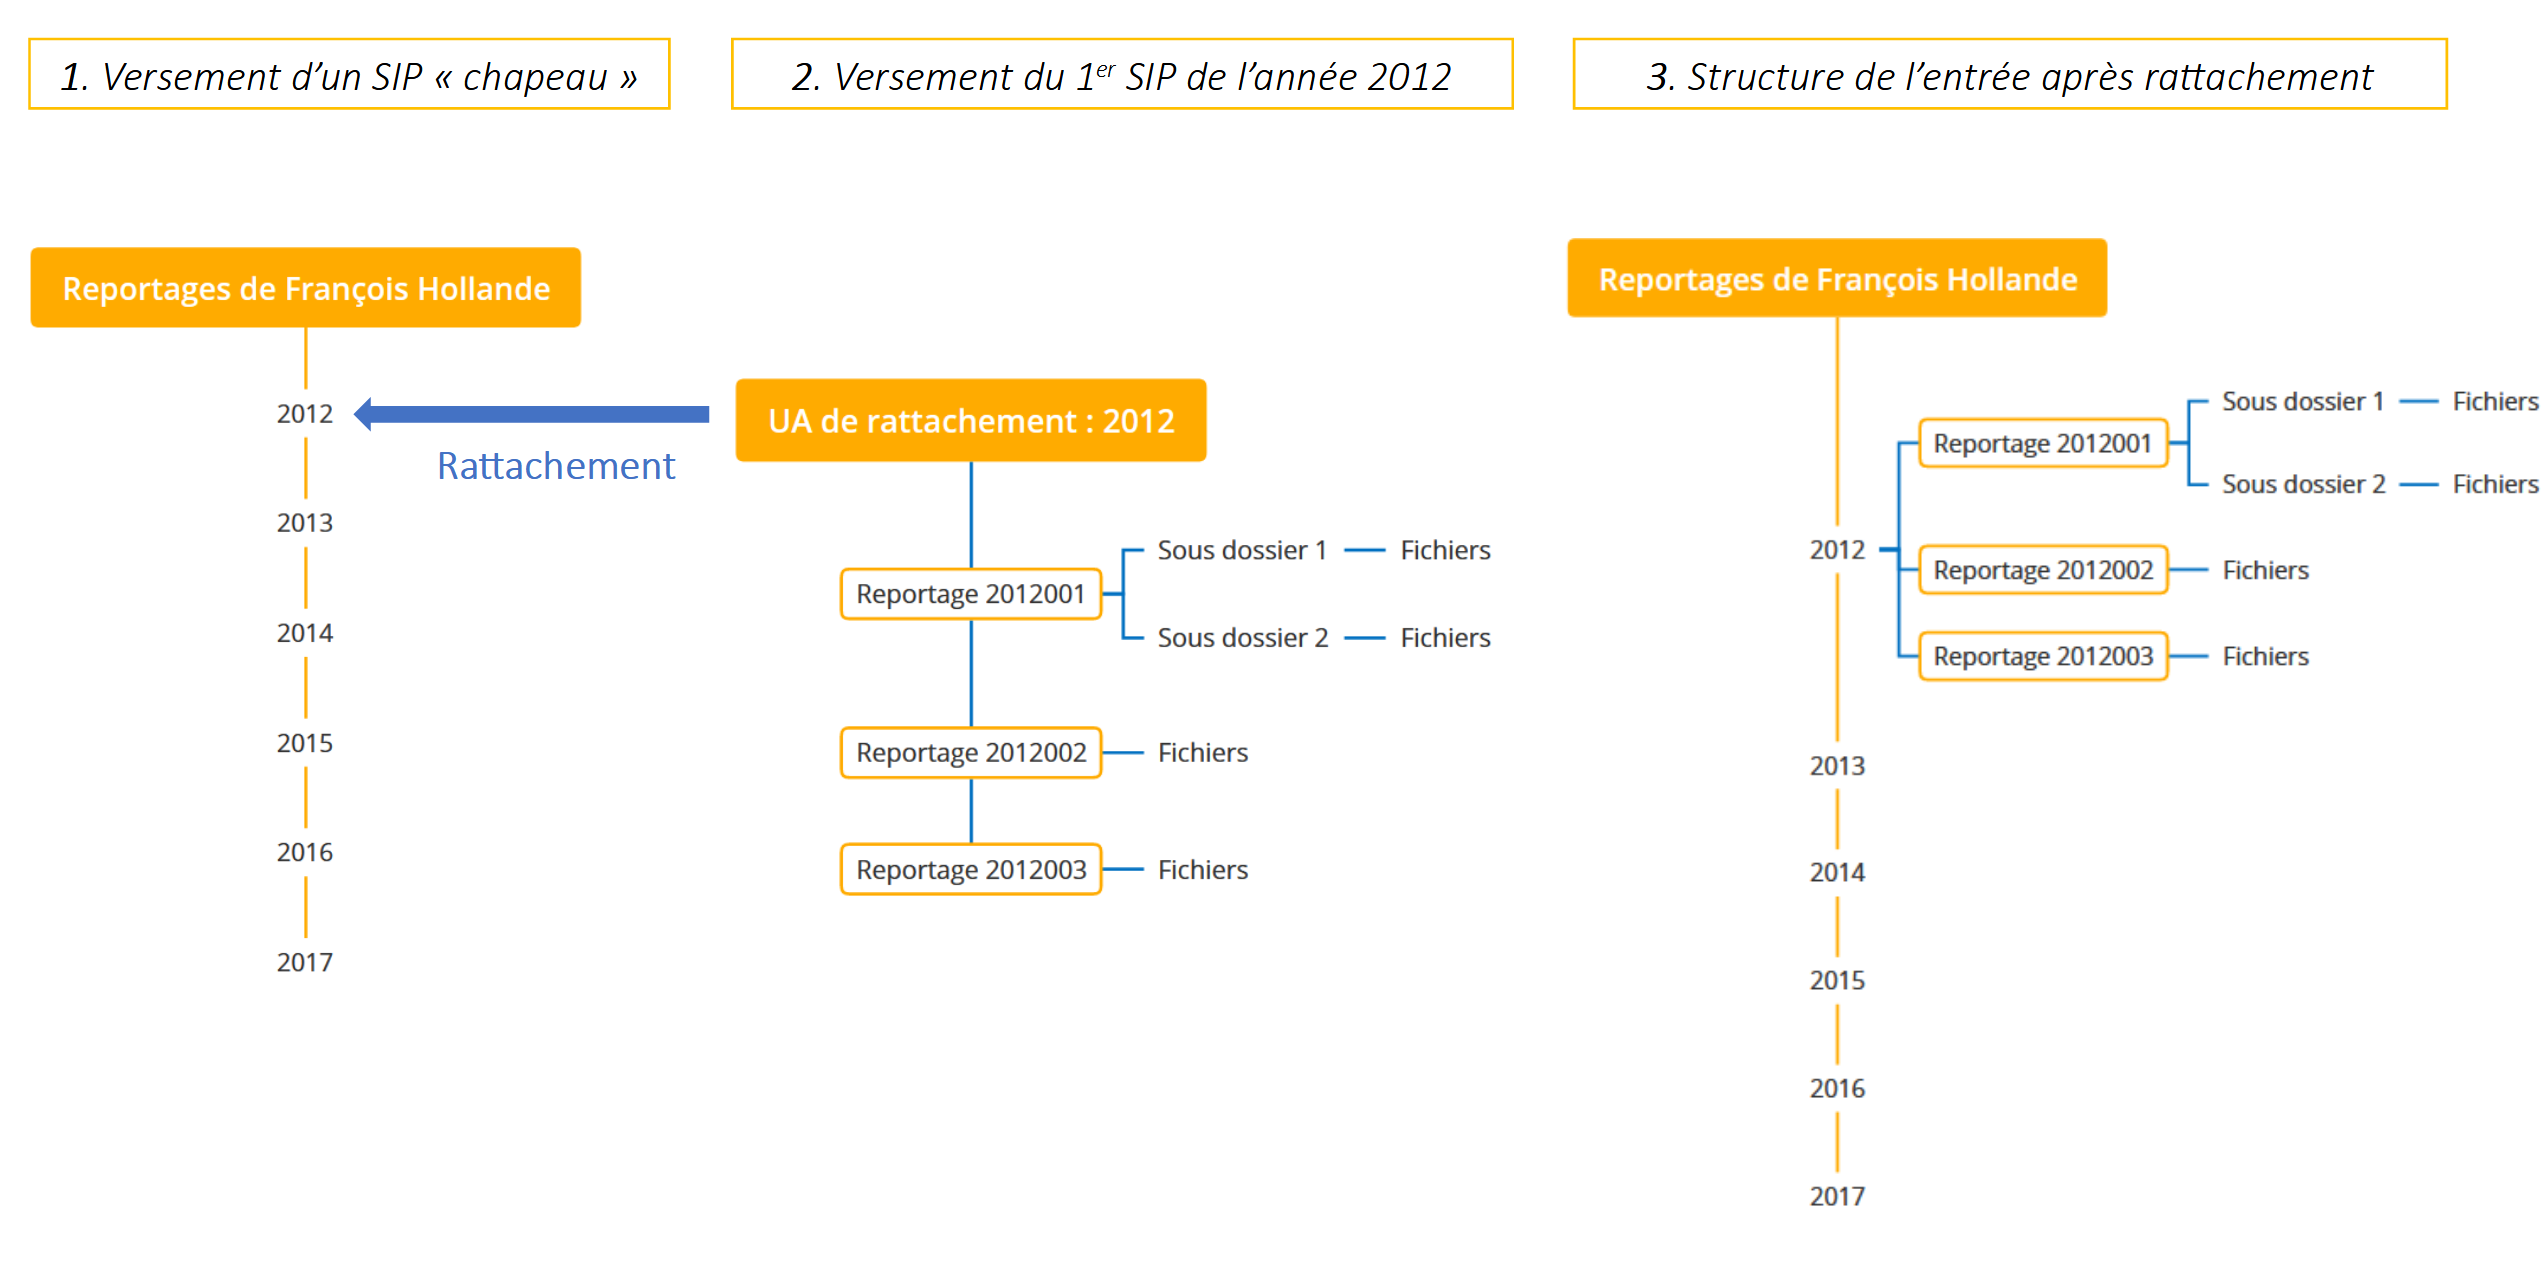 1. Versement d’un SIP « chapeau »
2. Versement du 1er SIP de l’année 2012
3. Structure de l’entrée après rattachement
Reportages de François Hollande
2012
2013
2014
2015
2016
2017
Rattachement
UA de rattachement : 2012
Reportage 2012001
Sous dossier 1
Fichiers
Sous dossier 2
Fichiers
Reportage 2012002
Fichiers
Reportage 2012003
Fichiers
Reportages de François Hollande
2012
Reportage 2012001
Sous dossier 1
Fichiers
Sous dossier 2
Fichiers
Reportage 2012002
Fichiers
Reportage 2012003
Fichiers
2013
2014
2015
2016
2017